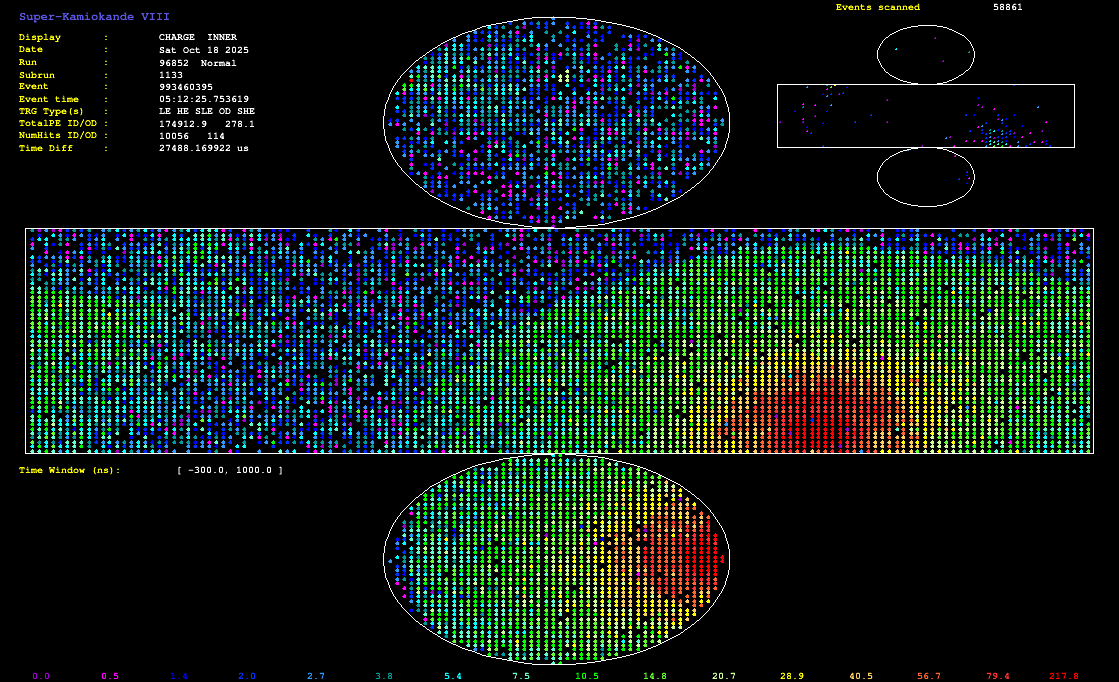 Super-Kamiokande VIII
Display : CHARGE INNER
Date : Sat Oct 18 2025
Run : 96852 Normal
Subrun : 1133
Event : 993460395
Event time : 05:12:25.753619
TRG Type(s) : LE HE SLE OD SHE
TotalPE ID/OD : 174912.9 278.1
NumHits ID/OD : 10056 114
Time Diff : 27488.169922 us
Events scanned 58861
Time Window (ns): [ -300.0, 1000.0 ]
0.0 0.5 1.4 2.0 2.7 3.8 5.4 7.5 10.5 14.8 20.7 28.9 40.5 56.7 79.4 217.8